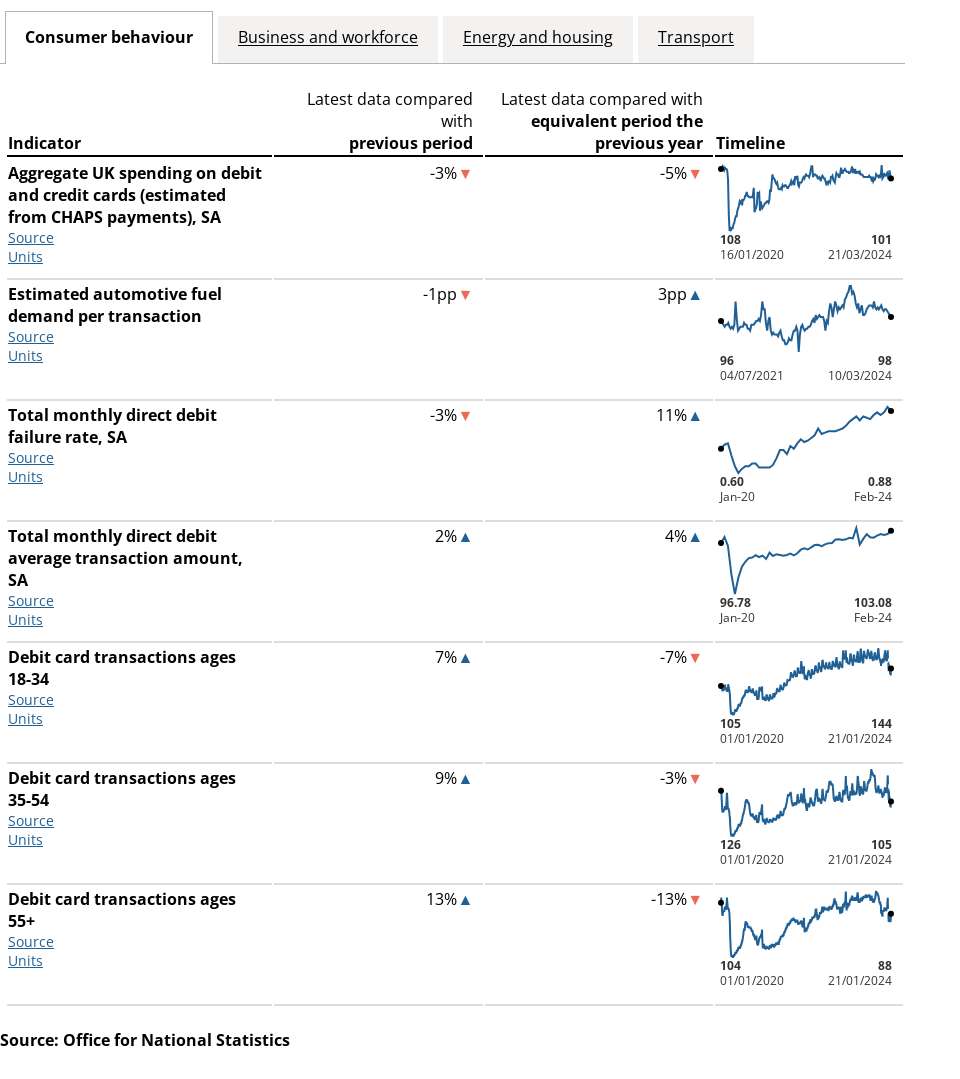 Consumer behaviour
Business and workforce
Energy and housing
Transport
Indicator
Latest data compared
with
previous period
Latest data compared with
equivalent period the
previous year
Timeline
Aggregate UK spending on debit
and credit cards (estimated
from CHAPS payments), SA
Source
Units
-3% ▼
-5% ▼
108
101
16/01/2020
21/03/2024
Estimated automotive fuel
demand per transaction
Source
Units
-1pp ▼
3pp ▲
96
98
04/07/2021
10/03/2024
Total monthly direct debit
failure rate, SA
Source
Units
-3% ▼
11% ▲
0.60
0.88
Jan-20
Feb-24
Total monthly direct debit
average transaction amount,
SA
Source
Units
2% ▲
4% ▲
96.78
103.08
Jan-20
Feb-24
Debit card transactions ages
18-34
Source
Units
7% ▲
-7% ▼
105
144
01/01/2020
21/01/2024
Debit card transactions ages
35-54
Source
Units
9% ▲
-3% ▼
126
105
01/01/2020
21/01/2024
Debit card transactions ages
55+
Source
Units
13% ▲
-13% ▼
104
88
01/01/2020
21/01/2024
Source: Office for National Statistics